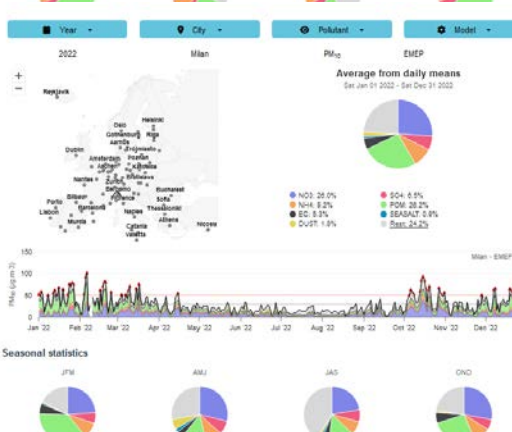 Year
City
Pollutant
Model
2022
Milan
PM₁₀
EMEP
Average from daily means
Sat Jan 01 2022 - Sat Dec 31 2022
+
−
Reykjavik
Oslo
Helsinki
Gothenburg
Riga
Dublin
Amsterdam
Poznan
Nantes
Bratislava
Bilbao
Bergamo
Bucharest
Porto
Barcelona
Florence
Sofia
Lisbon
Murcia
Naples
Thessaloniki
Athens
Catania
Valletta
Nicosia
NO3: 26.0%
SO4: 6.5%
NH4: 8.2%
POM: 26.2%
EC: 5.3%
SEASALT: 0.8%
DUST: 1.8%
Rest: 24.2%
Milan - EMEP
150
100
50
0
Jan '22
Feb '22
Mar '22
Apr '22
May '22
Jun '22
Jul '22
Aug '22
Sep '22
Oct '22
Nov '22
Dec '22
Seasonal statistics
JFM
AMJ
JAS
OND